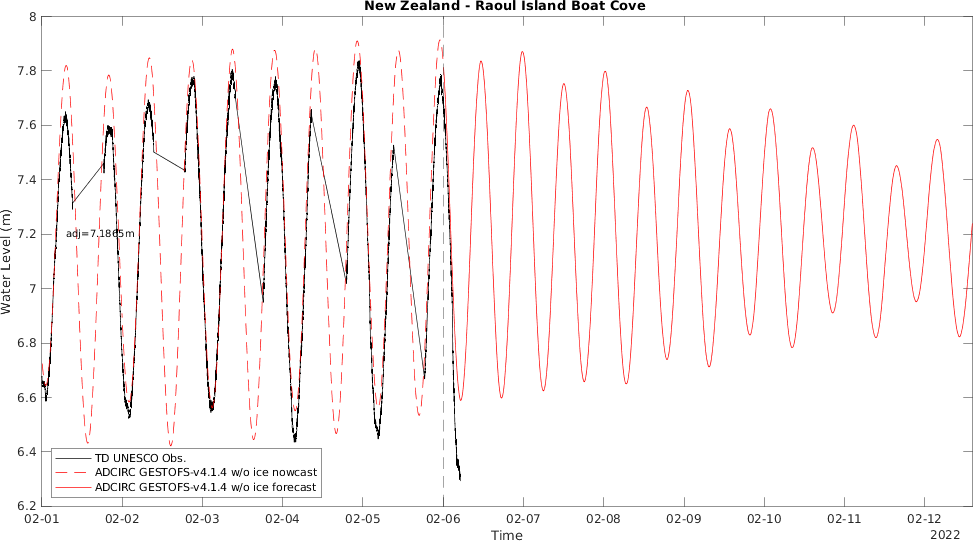 New Zealand - Raoul Island Boat Cove
8
7.8
7.6
7.4
7.2
7
6.8
6.6
6.4
6.2
Water Level (m)
adj=7.1865m
TD UNESCO Obs.
ADCIRC GESTOFS-v4.1.4 w/o ice nowcast
ADCIRC GESTOFS-v4.1.4 w/o ice forecast
02-01 02-02 02-03 02-04 02-05 02-06 02-07 02-08 02-09 02-10 02-11 02-12
2022
Time